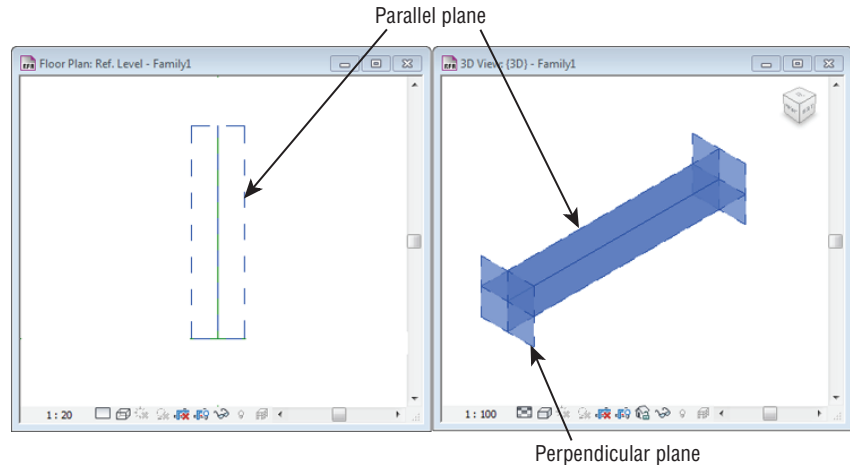 Parallel plane
Floor Plan: Ref. Level - Family1
3D View: {3D} - Family1
1 : 20
1 : 100
Perpendicular plane